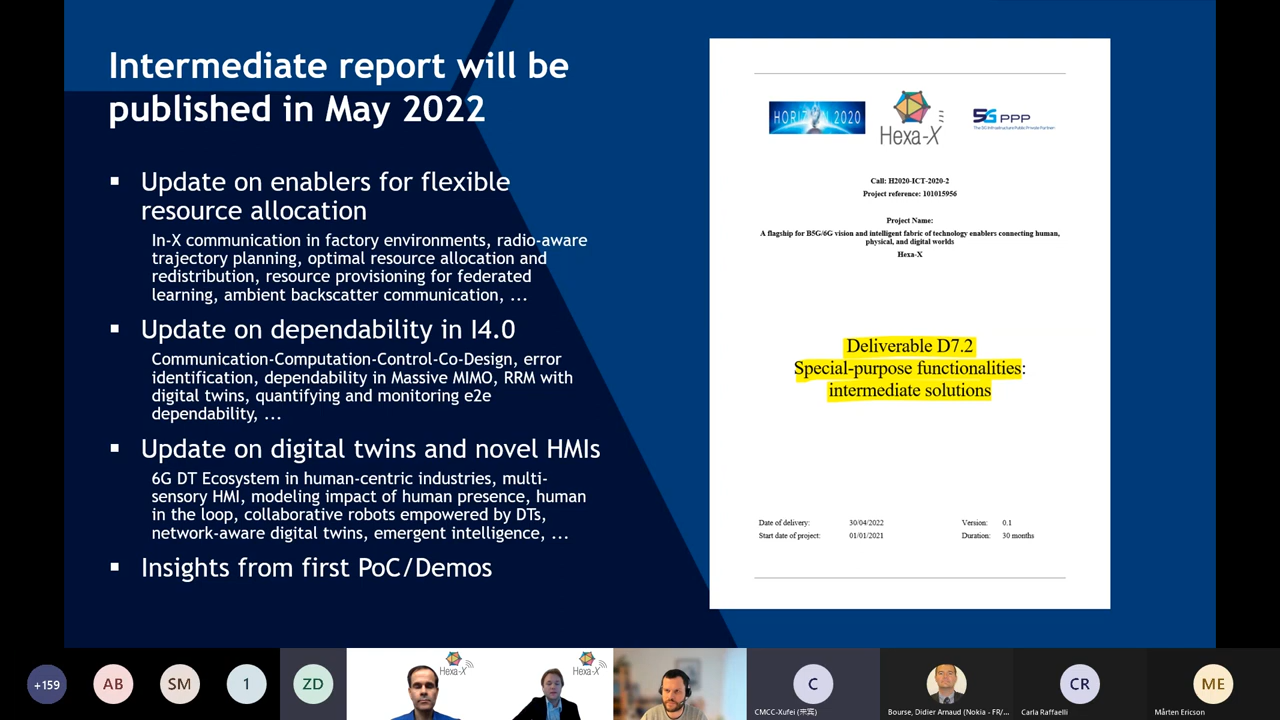 Intermediate report will be
published in May 2022
Update on enablers for flexible
resource allocation
In-X communication in factory environments, radio-aware
trajectory planning, optimal resource allocation and
redistribution, resource provisioning for federated
learning, ambient backscatter communication, ...
Update on dependability in I4.0
Communication-Computation-Control-Co-Design, error
identification, dependability in Massive MIMO, RRM with
digital twins, quantifying and monitoring e2e
dependability, ...
Update on digital twins and novel HMIs
6G DT Ecosystem in human-centric industries, multi-
sensory HMI, modeling impact of human presence, human
in the loop, collaborative robots empowered by DTs,
network-aware digital twins, emergent intelligence, ...
Insights from first PoC/Demos
HORIZON 2020
Hexa-X
5G PPP
The 5G Infrastructure Public Private Partnership
Call: H2020-ICT-2020-2
Project reference: 101015956
Project Name:
A flagship for B5G/6G vision and intelligent fabric of technology enablers connecting human,
physical, and digital worlds
Hexa-X
Deliverable D7.2
Special-purpose functionalities:
intermediate solutions
Date of delivery: 30/04/2022 Version: 0.1
Start date of project: 01/01/2021 Duration: 30 months
+159
AB
SM
1
ZD
Hexa-X
Hexa-X
C
CMCC-Xufei (来宾)
Bourse, Didier Arnaud (Nokia - FR/...
CR
Carla Raffaelli
ME
Mårten Ericson